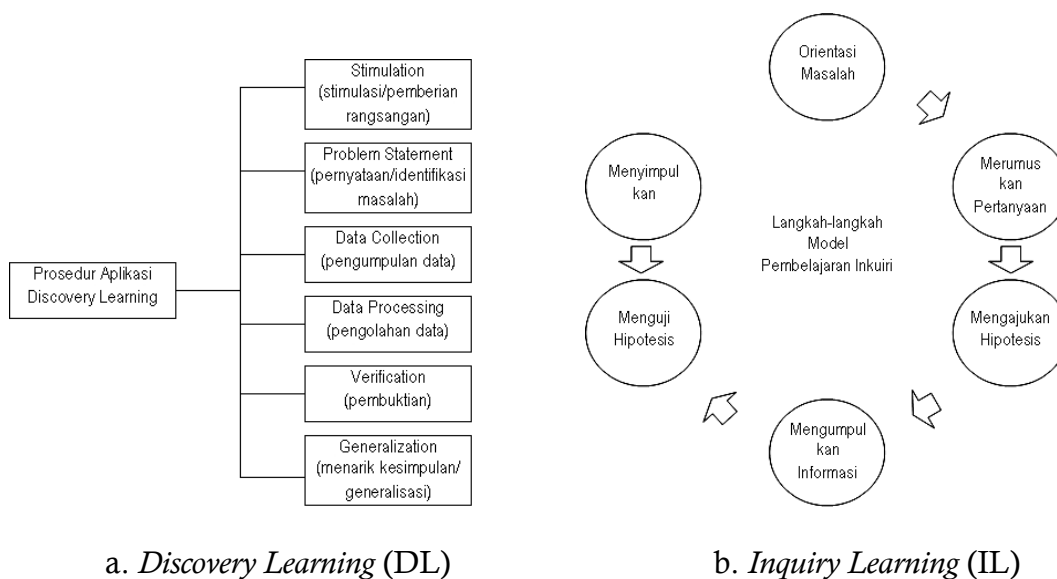 Prosedur Aplikasi
Discovery Learning
Stimulation
(stimulasi/pemberian
rangsangan)
Problem Statement
(pernyataan/identifikasi
masalah)
Data Collection
(pengumpulan data)
Data Processing
(pengolahan data)
Verification
(pembuktian)
Generalization
(menarik kesimpulan/
generalisasi)
a. Discovery Learning (DL)
Orientasi
Masalah
Merumus
kan
Pertanyaan
Mengajukan
Hipotesis
Mengumpul
kan
Informasi
Menguji
Hipotesis
Menyimpul
kan
Langkah-langkah
Model
Pembelajaran Inkuiri
b. Inquiry Learning (IL)